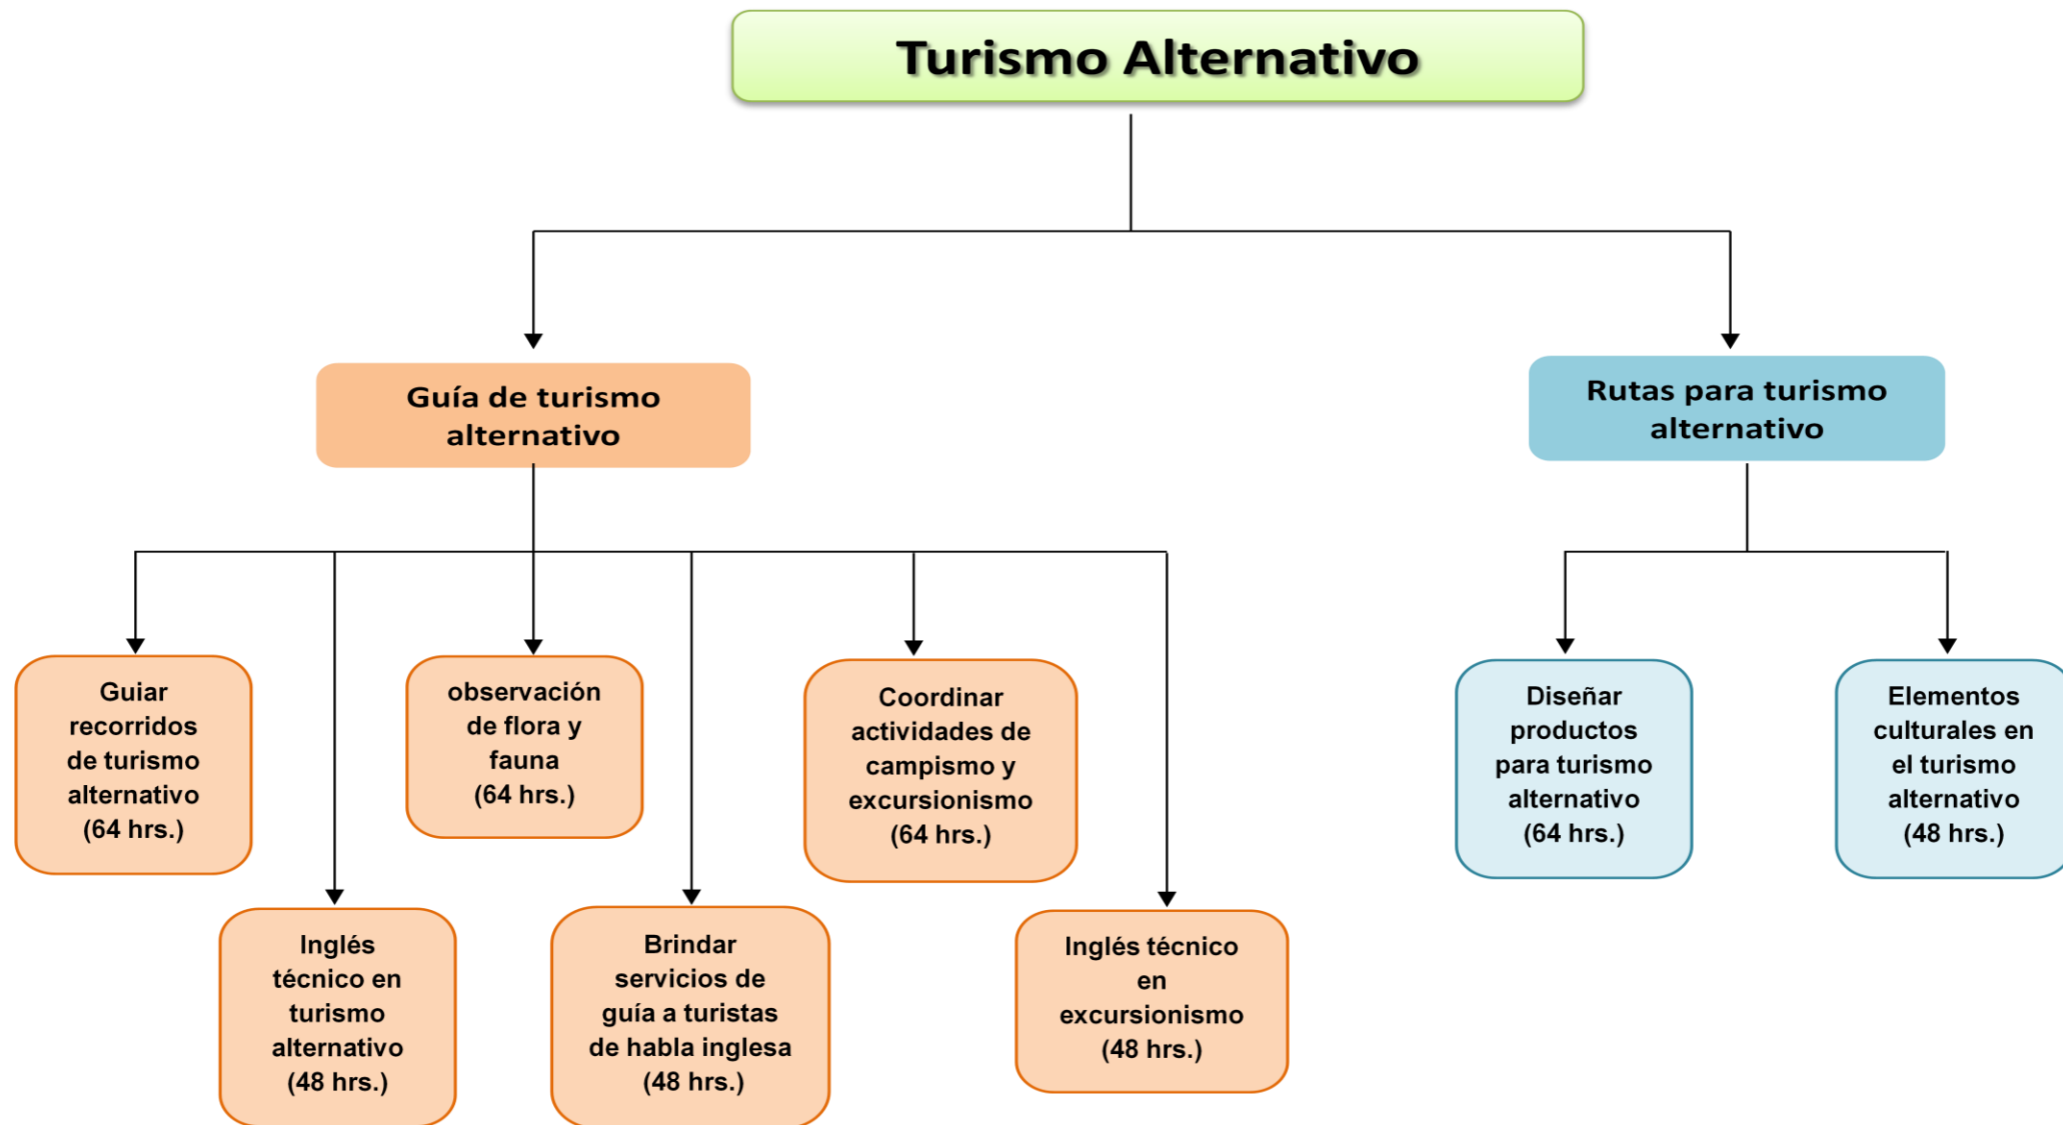 Turismo Alternativo
Guía de turismo
alternativo
Rutas para turismo
alternativo
Guiar
recorridos
de turismo
alternativo
(64 hrs.)
observación
de flora y
fauna
(64 hrs.)
Coordinar
actividades de
campismo y
excursionismo
(64 hrs.)
Diseñar
productos
para turismo
alternativo
(64 hrs.)
Elementos
culturales en
el turismo
alternativo
(48 hrs.)
Inglés
técnico en
turismo
alternativo
(48 hrs.)
Brindar
servicios de
guía a turistas
de habla inglesa
(48 hrs.)
Inglés técnico
en
excursionismo
(48 hrs.)